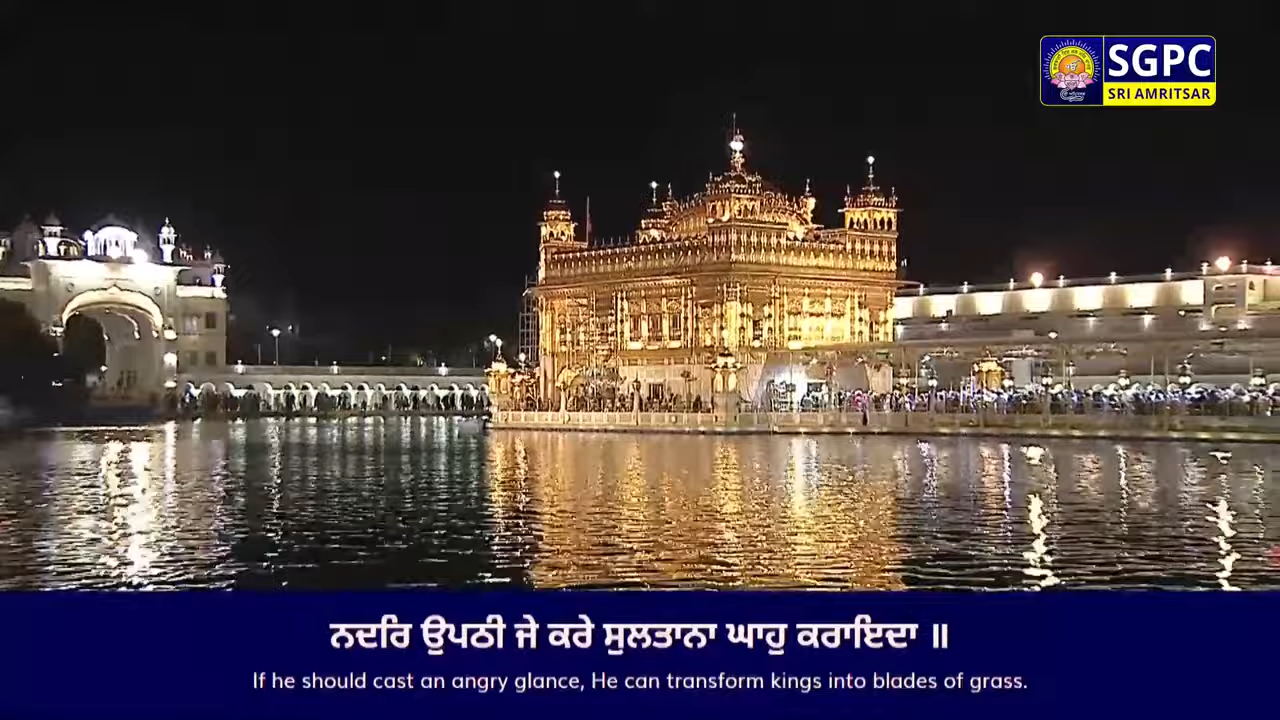 SGPC
SRI AMRITSAR
ਨਦਰਿ ਉਪਠੀ ਜੇ ਕਰੇ ਸੁਲਤਾਨਾ ਘਾਹੁ ਕਰਾਇਦਾ ॥
If he should cast an angry glance, He can transform kings into blades of grass.